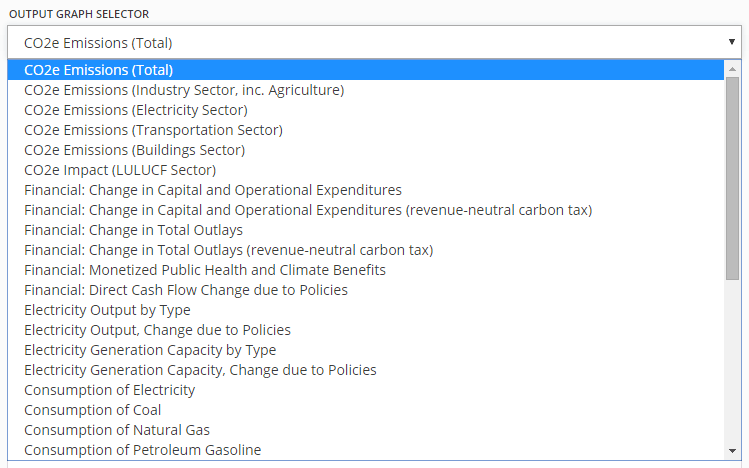 OUTPUT GRAPH SELECTOR
CO2e Emissions (Total)
CO2e Emissions (Total)
CO2e Emissions (Industry Sector, inc. Agriculture)
CO2e Emissions (Electricity Sector)
CO2e Emissions (Transportation Sector)
CO2e Emissions (Buildings Sector)
CO2e Impact (LULUCF Sector)
Financial: Change in Capital and Operational Expenditures
Financial: Change in Capital and Operational Expenditures (revenue-neutral carbon tax)
Financial: Change in Total Outlays
Financial: Change in Total Outlays (revenue-neutral carbon tax)
Financial: Monetized Public Health and Climate Benefits
Financial: Direct Cash Flow Change due to Policies
Electricity Output by Type
Electricity Output, Change due to Policies
Electricity Generation Capacity by Type
Electricity Generation Capacity, Change due to Policies
Consumption of Electricity
Consumption of Coal
Consumption of Natural Gas
Consumption of Petroleum Gasoline